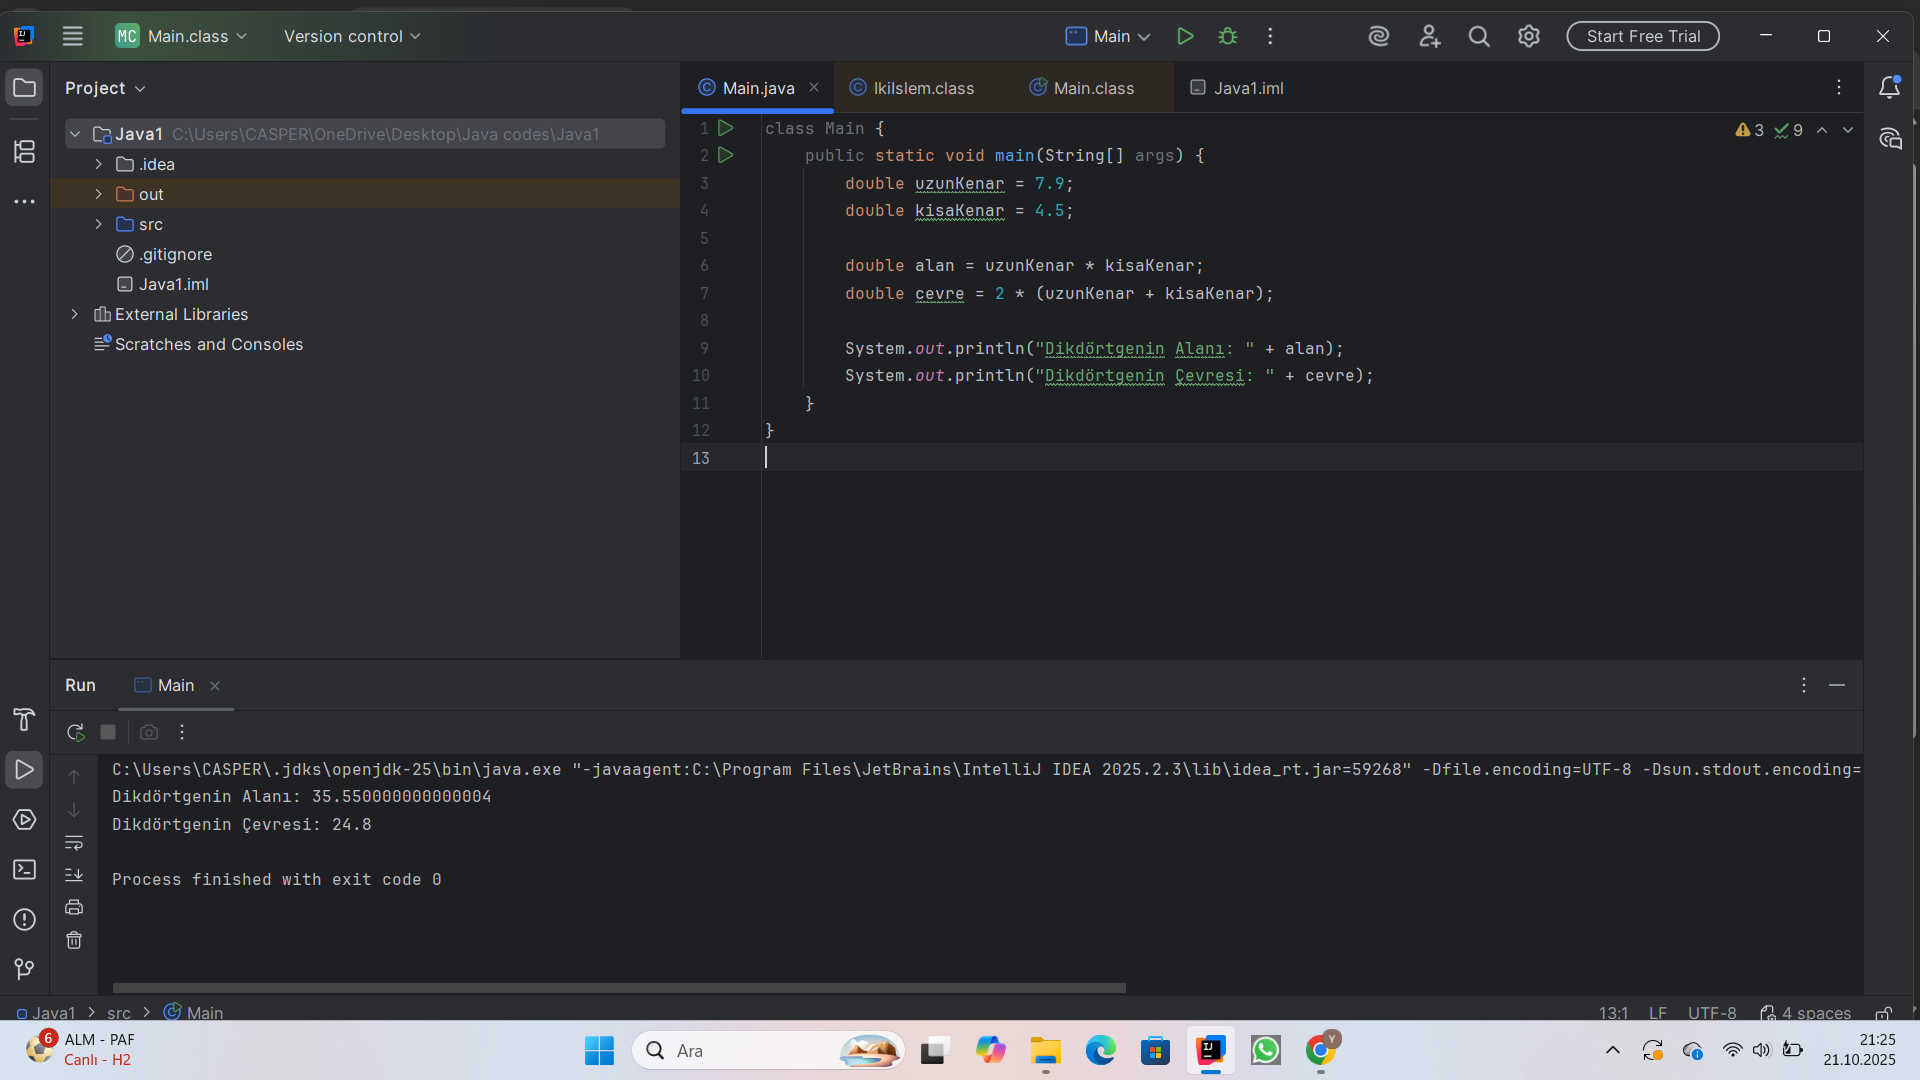 MC Main.class
Version control
Main
Start Free Trial
Project
Main.java
IkiIslem.class
Main.class
Java1.iml
Java1 C:\Users\CASPER\OneDrive\Desktop\Java codes\Java1
.idea
out
src
.gitignore
Java1.iml
External Libraries
Scratches and Consoles
3 9
1 class Main {
2 public static void main(String[] args) {
3 double uzunKenar = 7.9;
4 double kisaKenar = 4.5;
5
6 double alan = uzunKenar * kisaKenar;
7 double cevre = 2 * (uzunKenar + kisaKenar);
8
9 System.out.println("Dikdörtgenin Alanı: " + alan);
10 System.out.println("Dikdörtgenin Çevresi: " + cevre);
11 }
12 }
13
Run
Main
C:\Users\CASPER\.jdks\openjdk-25\bin\java.exe "-javaagent:C:\Program Files\JetBrains\IntelliJ IDEA 2025.2.3\lib\idea_rt.jar=59268" -Dfile.encoding=UTF-8 -Dsun.stdout.encoding=
Dikdörtgenin Alanı: 35.550000000000004
Dikdörtgenin Çevresi: 24.8
Process finished with exit code 0
Java1 > src > Main
13:1 LF UTF-8 4 spaces
6
ALM - PAF
Canlı - H2
Ara
Y
21:25
21.10.2025